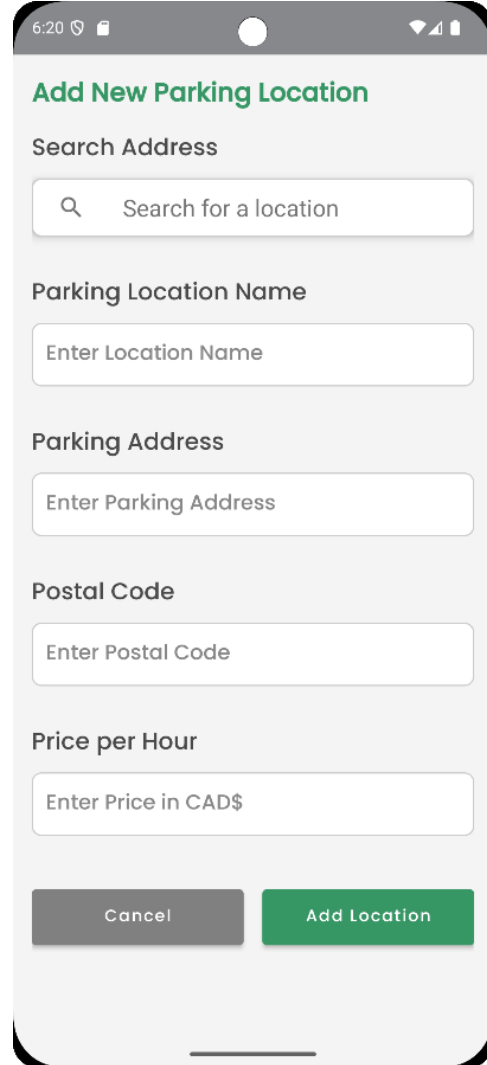 6:20
Add New Parking Location
Search Address
Search for a location
Parking Location Name
Enter Location Name
Parking Address
Enter Parking Address
Postal Code
Enter Postal Code
Price per Hour
Enter Price in CAD$
Cancel Add Location